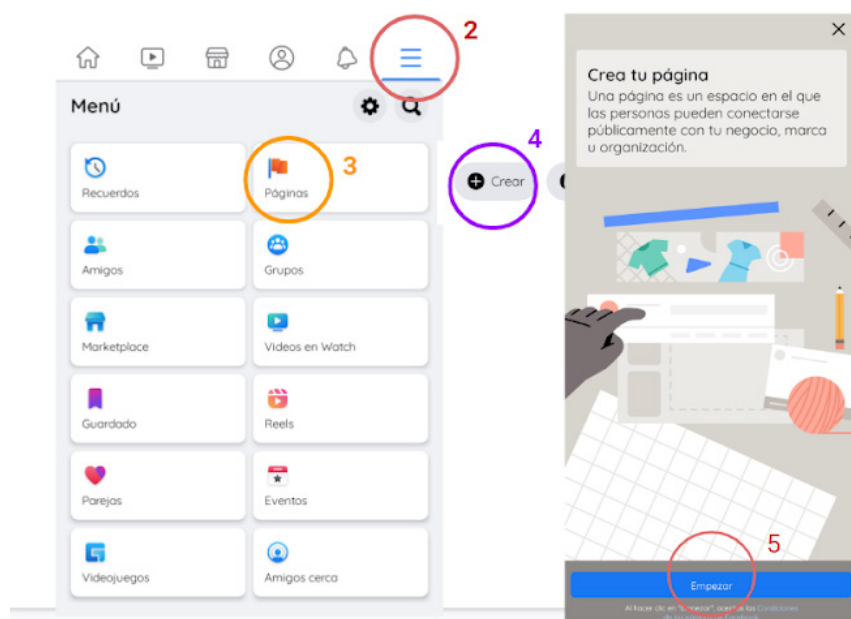 2
Menú
3
Recuerdos
Páginas
Amigos
Grupos
Marketplace
Videos en Watch
Guardado
Reels
Parejas
Eventos
Videojuegos
Amigos cerca
4
Crear
Crea tu página
Una página es un espacio en el que
las personas pueden conectarse
públicamente con tu negocio, marca
u organización.
5
Empezar
Al hacer clic en "Empezar", aceptas las Condiciones